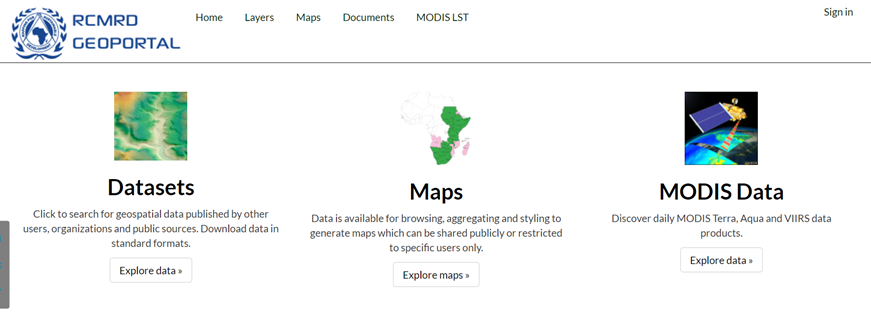 RCMRD
GEOPORTAL
Home Layers Maps Documents MODIS LST
Sign in
Datasets
Click to search for geospatial data published by other
users, organizations and public sources. Download data in
standard formats.
Explore data »
Maps
Data is available for browsing, aggregating and styling to
generate maps which can be shared publicly or restricted
to specific users only.
Explore maps »
MODIS Data
Discover daily MODIS Terra, Aqua and VIIRS data
products.
Explore data »